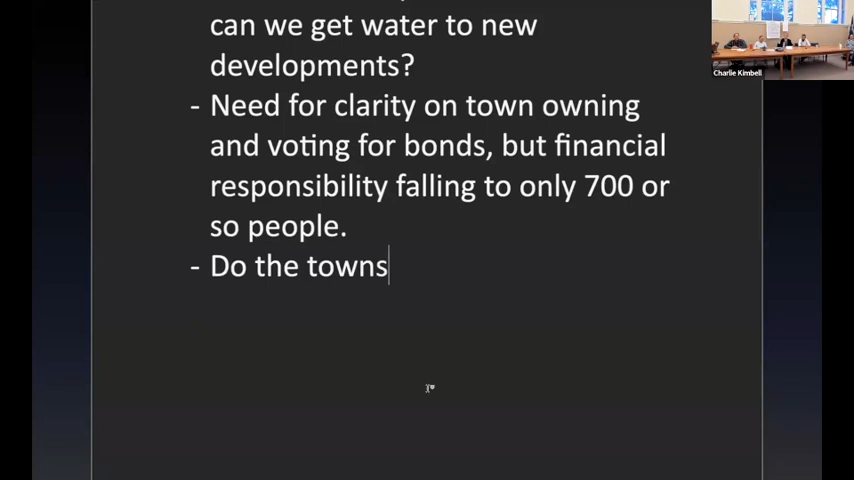 can we get water to new
developments?
- Need for clarity on town owning
and voting for bonds, but financial
responsibility falling to only 700 or
so people.
- Do the towns
Charlie Kimbell